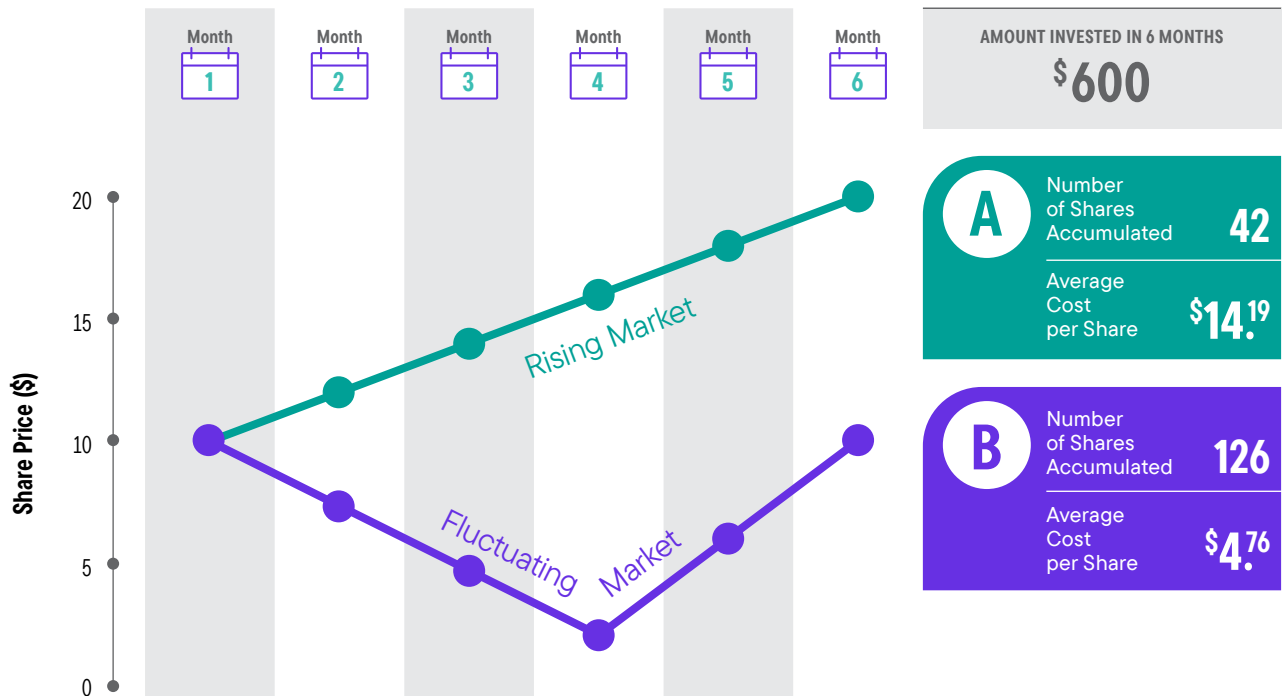 Month Month Month Month Month Month
1 2 3 4 5 6
AMOUNT INVESTED IN 6 MONTHS
$600
Share Price ($)
20
15
10
5
0
Rising Market
Fluctuating Market
A
Number
of Shares
Accumulated
42
Average
Cost
per Share
$14.19
B
Number
of Shares
Accumulated
126
Average
Cost
per Share
$4.76